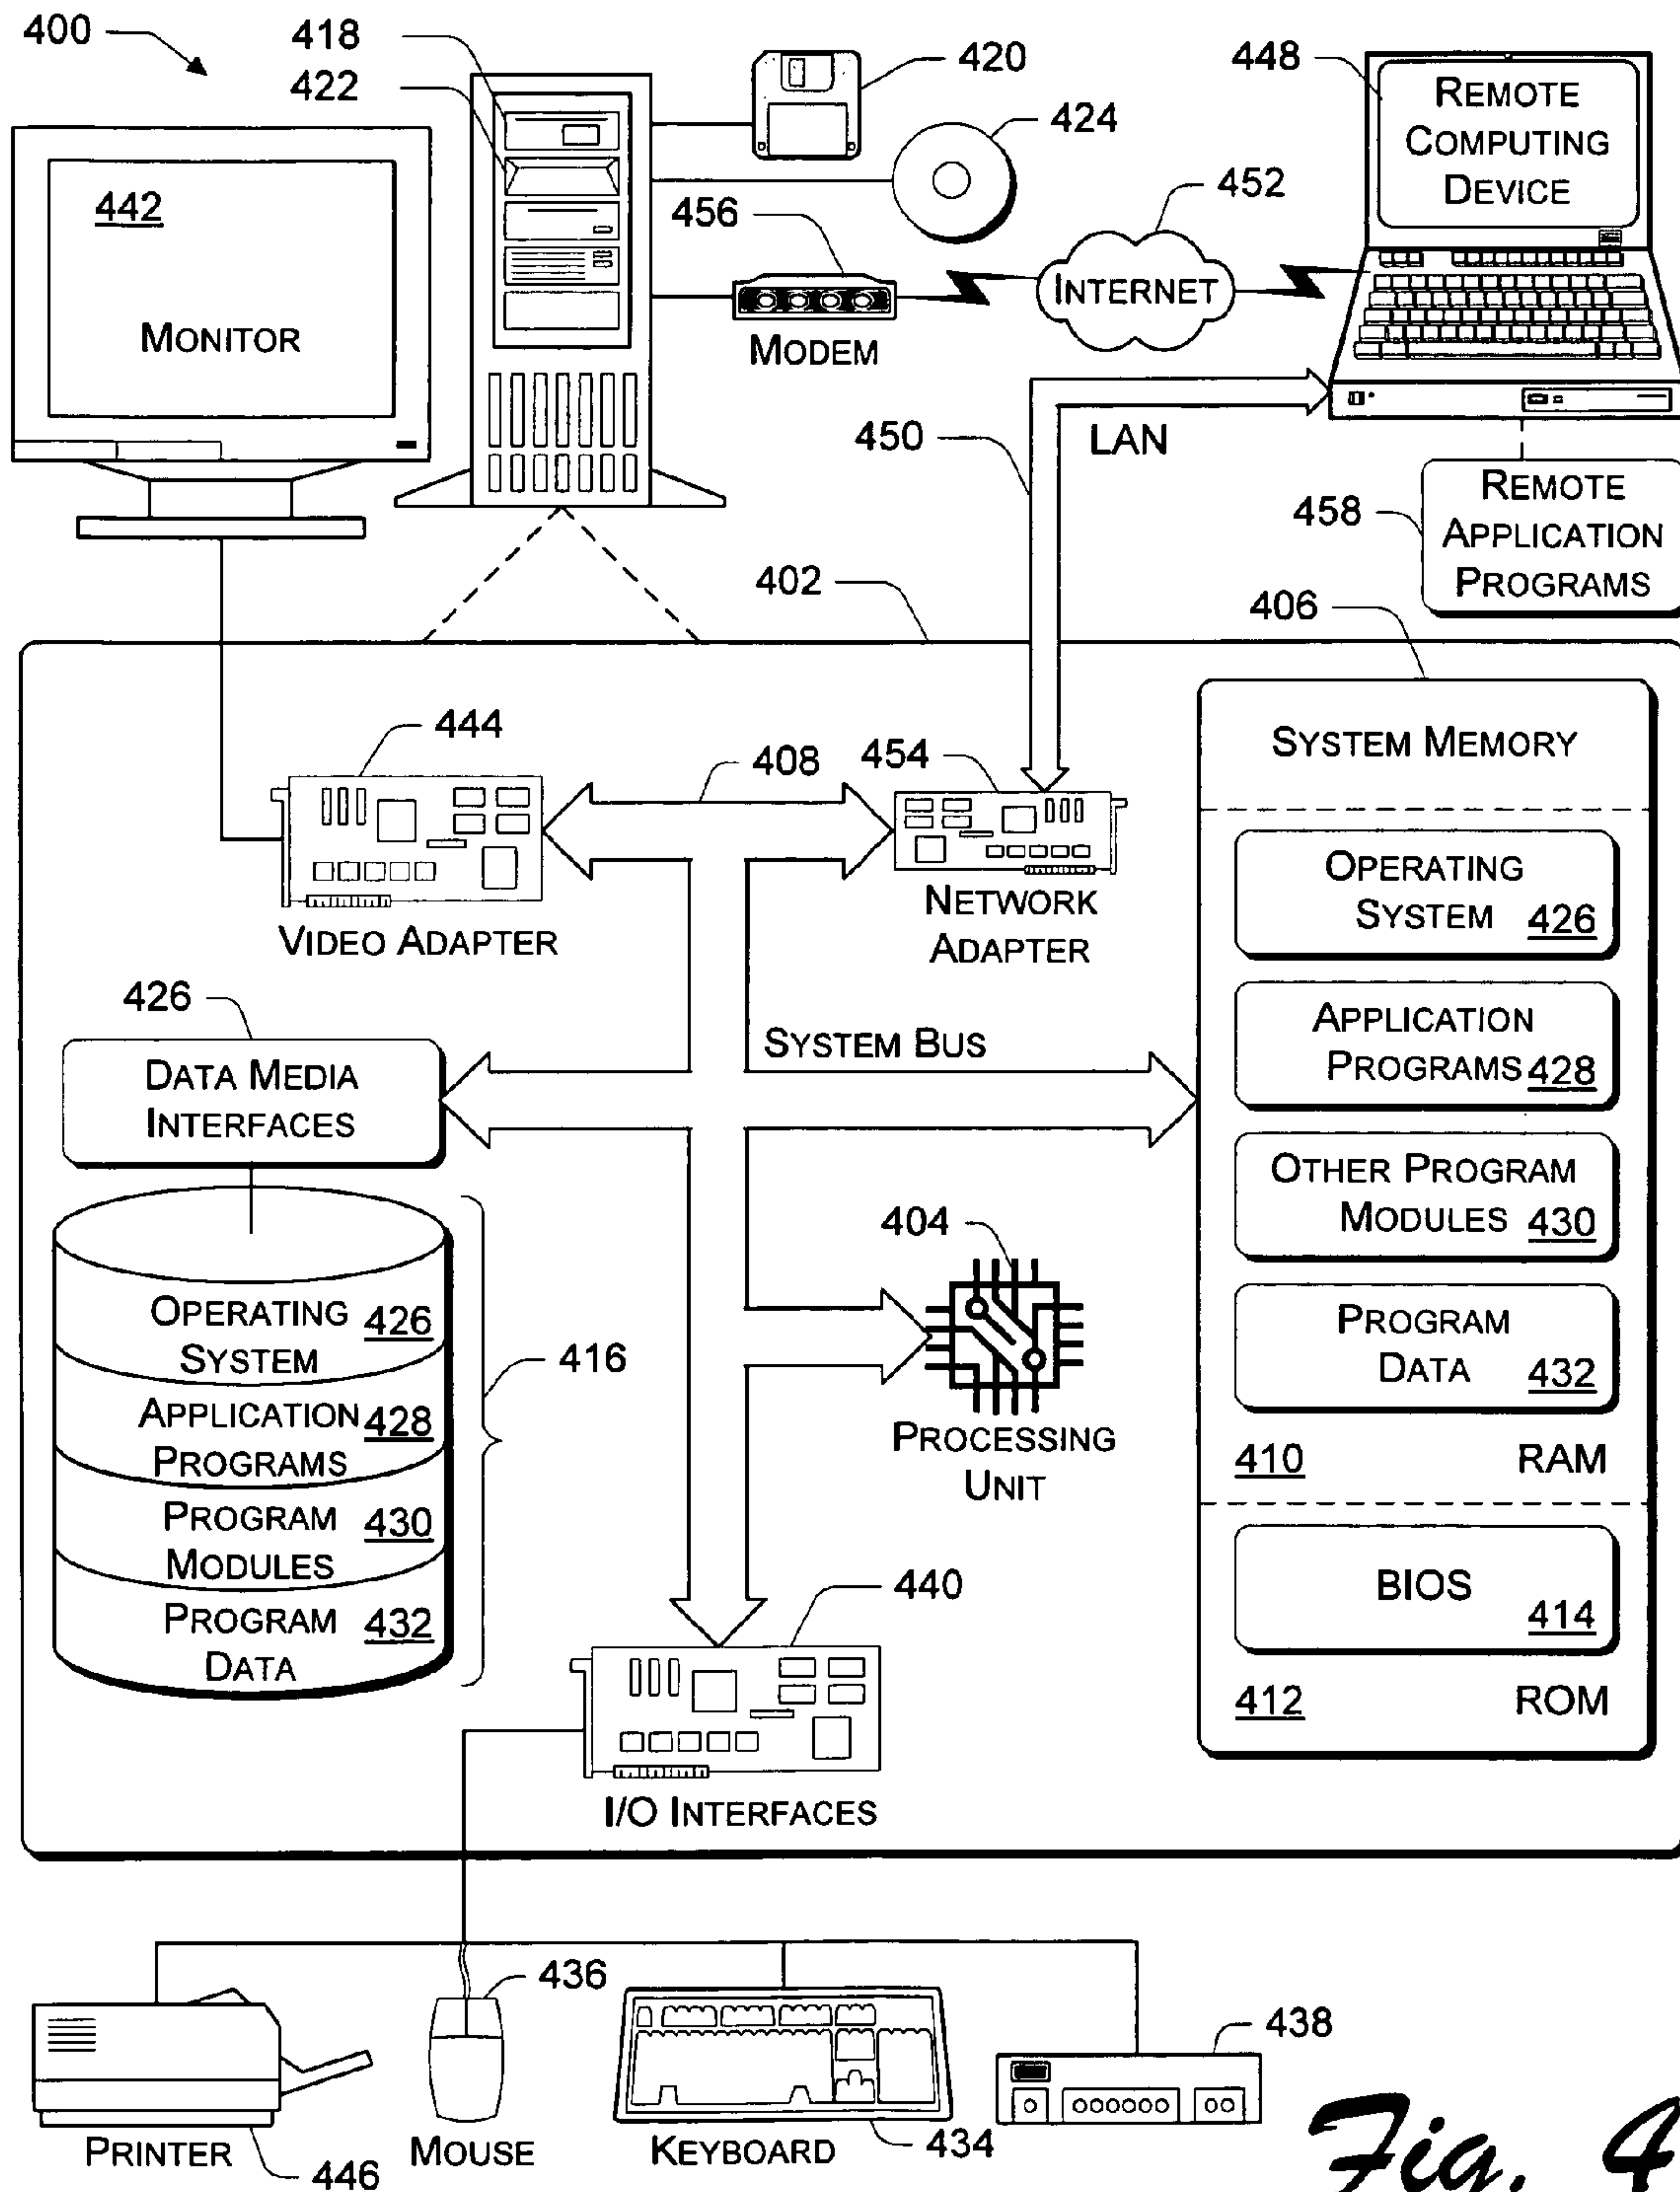 400
418
422
420
424
448
REMOTE
COMPUTING
DEVICE
442
MONITOR
456
MODEM
452
INTERNET
450
LAN
458
REMOTE
APPLICATION
PROGRAMS
402
406
SYSTEM MEMORY
444
VIDEO ADAPTER
408
454
NETWORK
ADAPTER
OPERATING
SYSTEM 426
APPLICATION
PROGRAMS 428
OTHER PROGRAM
MODULES 430
PROGRAM
DATA 432
410 RAM
BIOS
414
412 ROM
426
DATA MEDIA
INTERFACES
SYSTEM BUS
OPERATING 426
SYSTEM
APPLICATION 428
PROGRAMS
PROGRAM 430
MODULES
PROGRAM 432
DATA
416
404
PROCESSING
UNIT
440
I/O INTERFACES
PRINTER
446
436
MOUSE
KEYBOARD
434
438
Fig. 4